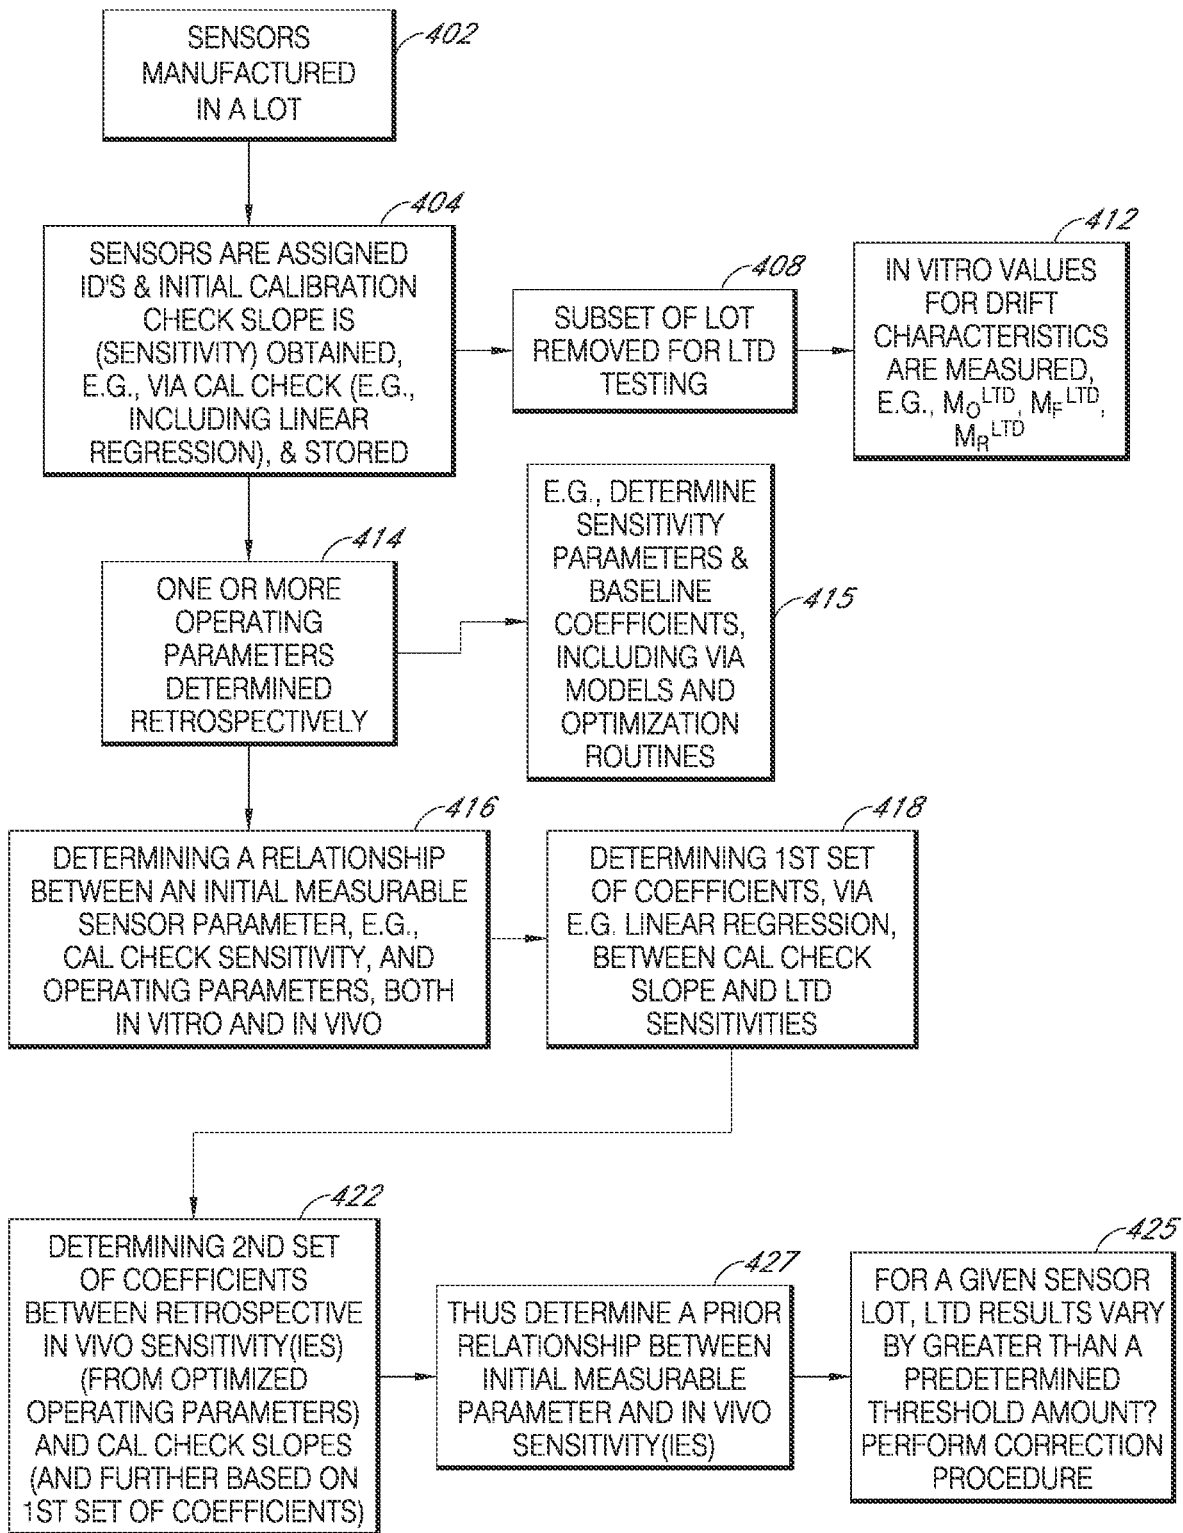 SENSORS
MANUFACTURED
IN A LOT
402
404
SENSORS ARE ASSIGNED
ID'S & INITIAL CALIBRATION
CHECK SLOPE IS
(SENSITIVITY) OBTAINED,
E.G., VIA CAL CHECK (E.G.,
INCLUDING LINEAR
REGRESSION), & STORED
408
SUBSET OF LOT
REMOVED FOR LTD
TESTING
412
IN VITRO VALUES
FOR DRIFT
CHARACTERISTICS
ARE MEASURED,
E.G., M_O^LTD, M_F^LTD,
M_R^LTD
414
ONE OR MORE
OPERATING
PARAMETERS
DETERMINED
RETROSPECTIVELY
E.G., DETERMINE
SENSITIVITY
PARAMETERS &
BASELINE
COEFFICIENTS,
INCLUDING VIA
MODELS AND
OPTIMIZATION
ROUTINES
415
416
DETERMINING A RELATIONSHIP
BETWEEN AN INITIAL MEASURABLE
SENSOR PARAMETER, E.G.,
CAL CHECK SENSITIVITY, AND
OPERATING PARAMETERS, BOTH
IN VITRO AND IN VIVO
418
DETERMINING 1ST SET
OF COEFFICIENTS, VIA
E.G. LINEAR REGRESSION,
BETWEEN CAL CHECK
SLOPE AND LTD
SENSITIVITIES
422
DETERMINING 2ND SET
OF COEFFICIENTS
BETWEEN RETROSPECTIVE
IN VIVO SENSITIVITY(IES)
(FROM OPTIMIZED
OPERATING PARAMETERS)
AND CAL CHECK SLOPES
(AND FURTHER BASED ON
1ST SET OF COEFFICIENTS)
427
THUS DETERMINE A PRIOR
RELATIONSHIP BETWEEN
INITIAL MEASURABLE
PARAMETER AND IN VIVO
SENSITIVITY(IES)
425
FOR A GIVEN SENSOR
LOT, LTD RESULTS VARY
BY GREATER THAN A
PREDETERMINED
THRESHOLD AMOUNT?
PERFORM CORRECTION
PROCEDURE